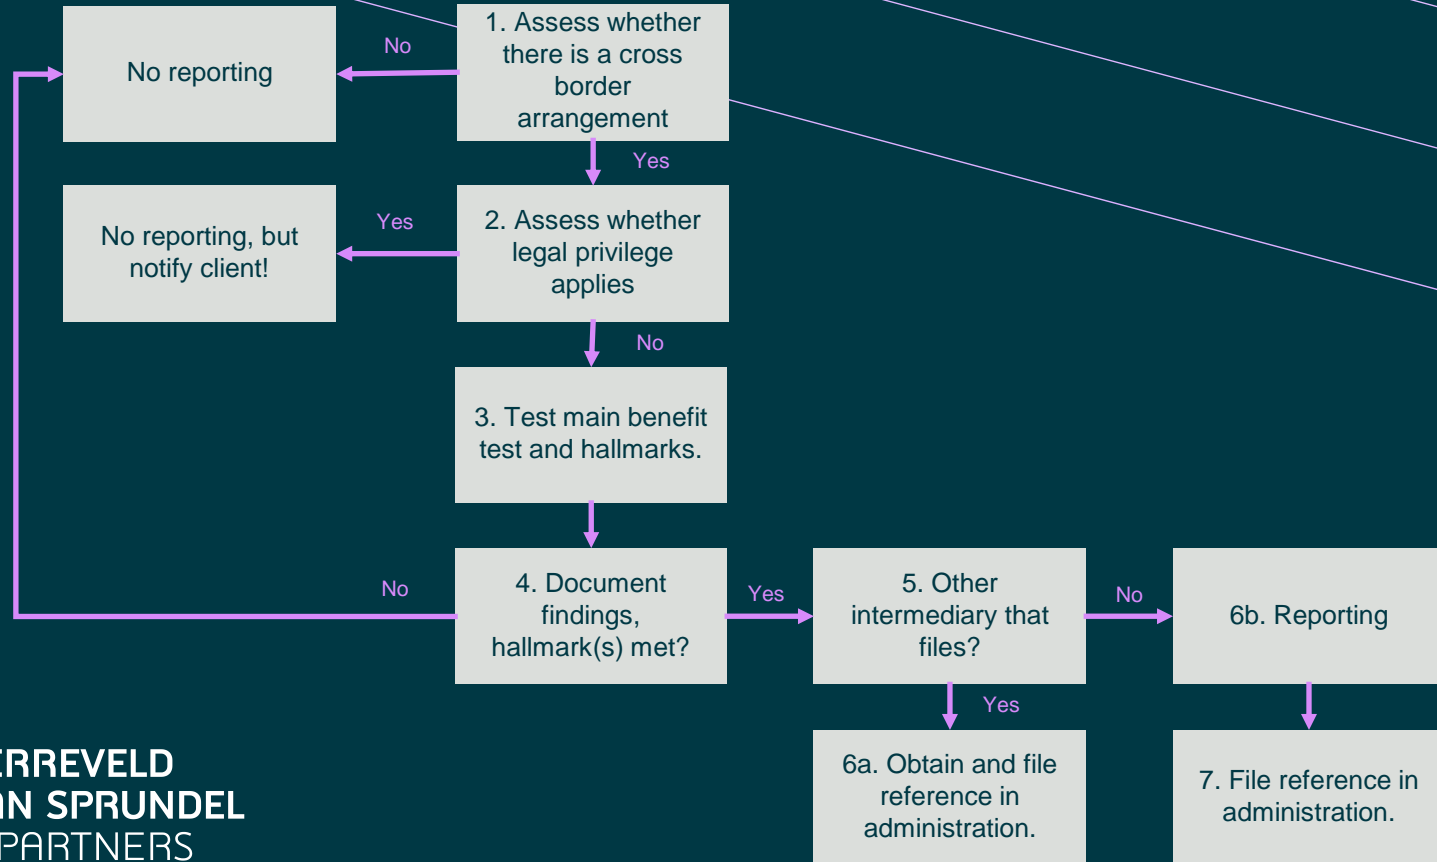 No reporting
No
1. Assess whether
there is a cross
border
arrangement
Yes
No reporting, but
notify client!
Yes
2. Assess whether
legal privilege
applies
No
3. Test main benefit
test and hallmarks.
No
4. Document
findings,
hallmark(s) met?
Yes
5. Other
intermediary that
files?
No
6b. Reporting
Yes
6a. Obtain and file
reference in
administration.
7. File reference in
administration.
ERREVELD
AN SPRUNDEL
PARTNERS